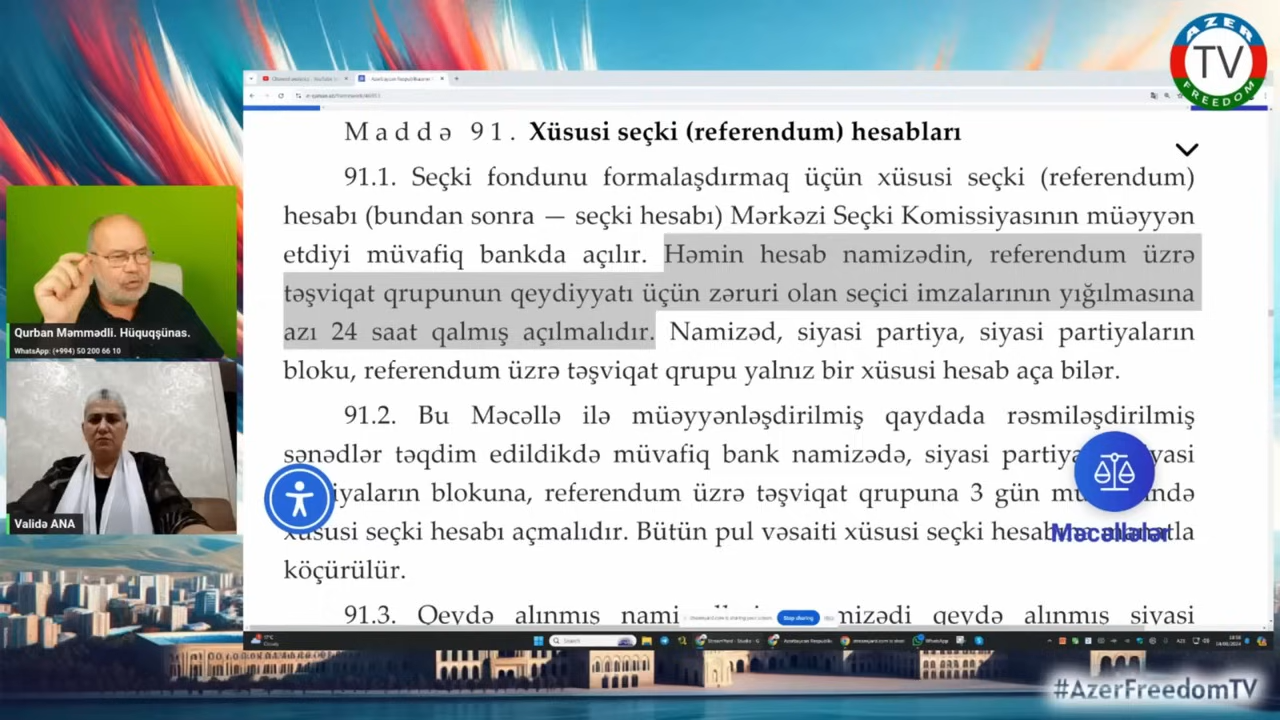 AZER
TV
FREEDOM
Maddə 91. Xüsusi seçki (referendum) hesabları
91.1. Seçki fondunu formalaşdırmaq üçün xüsusi seçki (referendum)
hesabı (bundan sonra — seçki hesabı) Mərkəzi Seçki Komissiyasının müəyyən
etdiyi müvafiq bankda açılır. Həmin hesab namizədin, referendum üzrə
təşviqat qrupunun qeydiyyatı üçün zəruri olan seçici imzalarının yığılmasına
azı 24 saat qalmış açılmalıdır. Namizəd, siyasi partiya, siyasi partiyaların
bloku, referendum üzrə təşviqat qrupu yalnız bir xüsusi hesab aça bilər.
91.2. Bu Məcəllə ilə müəyyənləşdirilmiş qaydada rəsmiləşdirilmiş
sənədlər təqdim edildikdə müvafiq bank namizədə, siyasi
blokuna, referendum üzrə təşviqat qrupuna 3 gün
xüsusi seçki hesabı açmalıdır. Bütün pul vəsaiti xüsusi seçki
köçürülür.
91.3. Qeydə alınmış qeydə alınmış siyasi
Məcəllələr
Qurban Məmmədli. Hüquqşünas.
WhatsApp: (+994) 50 200 66 10
Validə ANA
Stop sharing
Search
#AzerFreedomTV